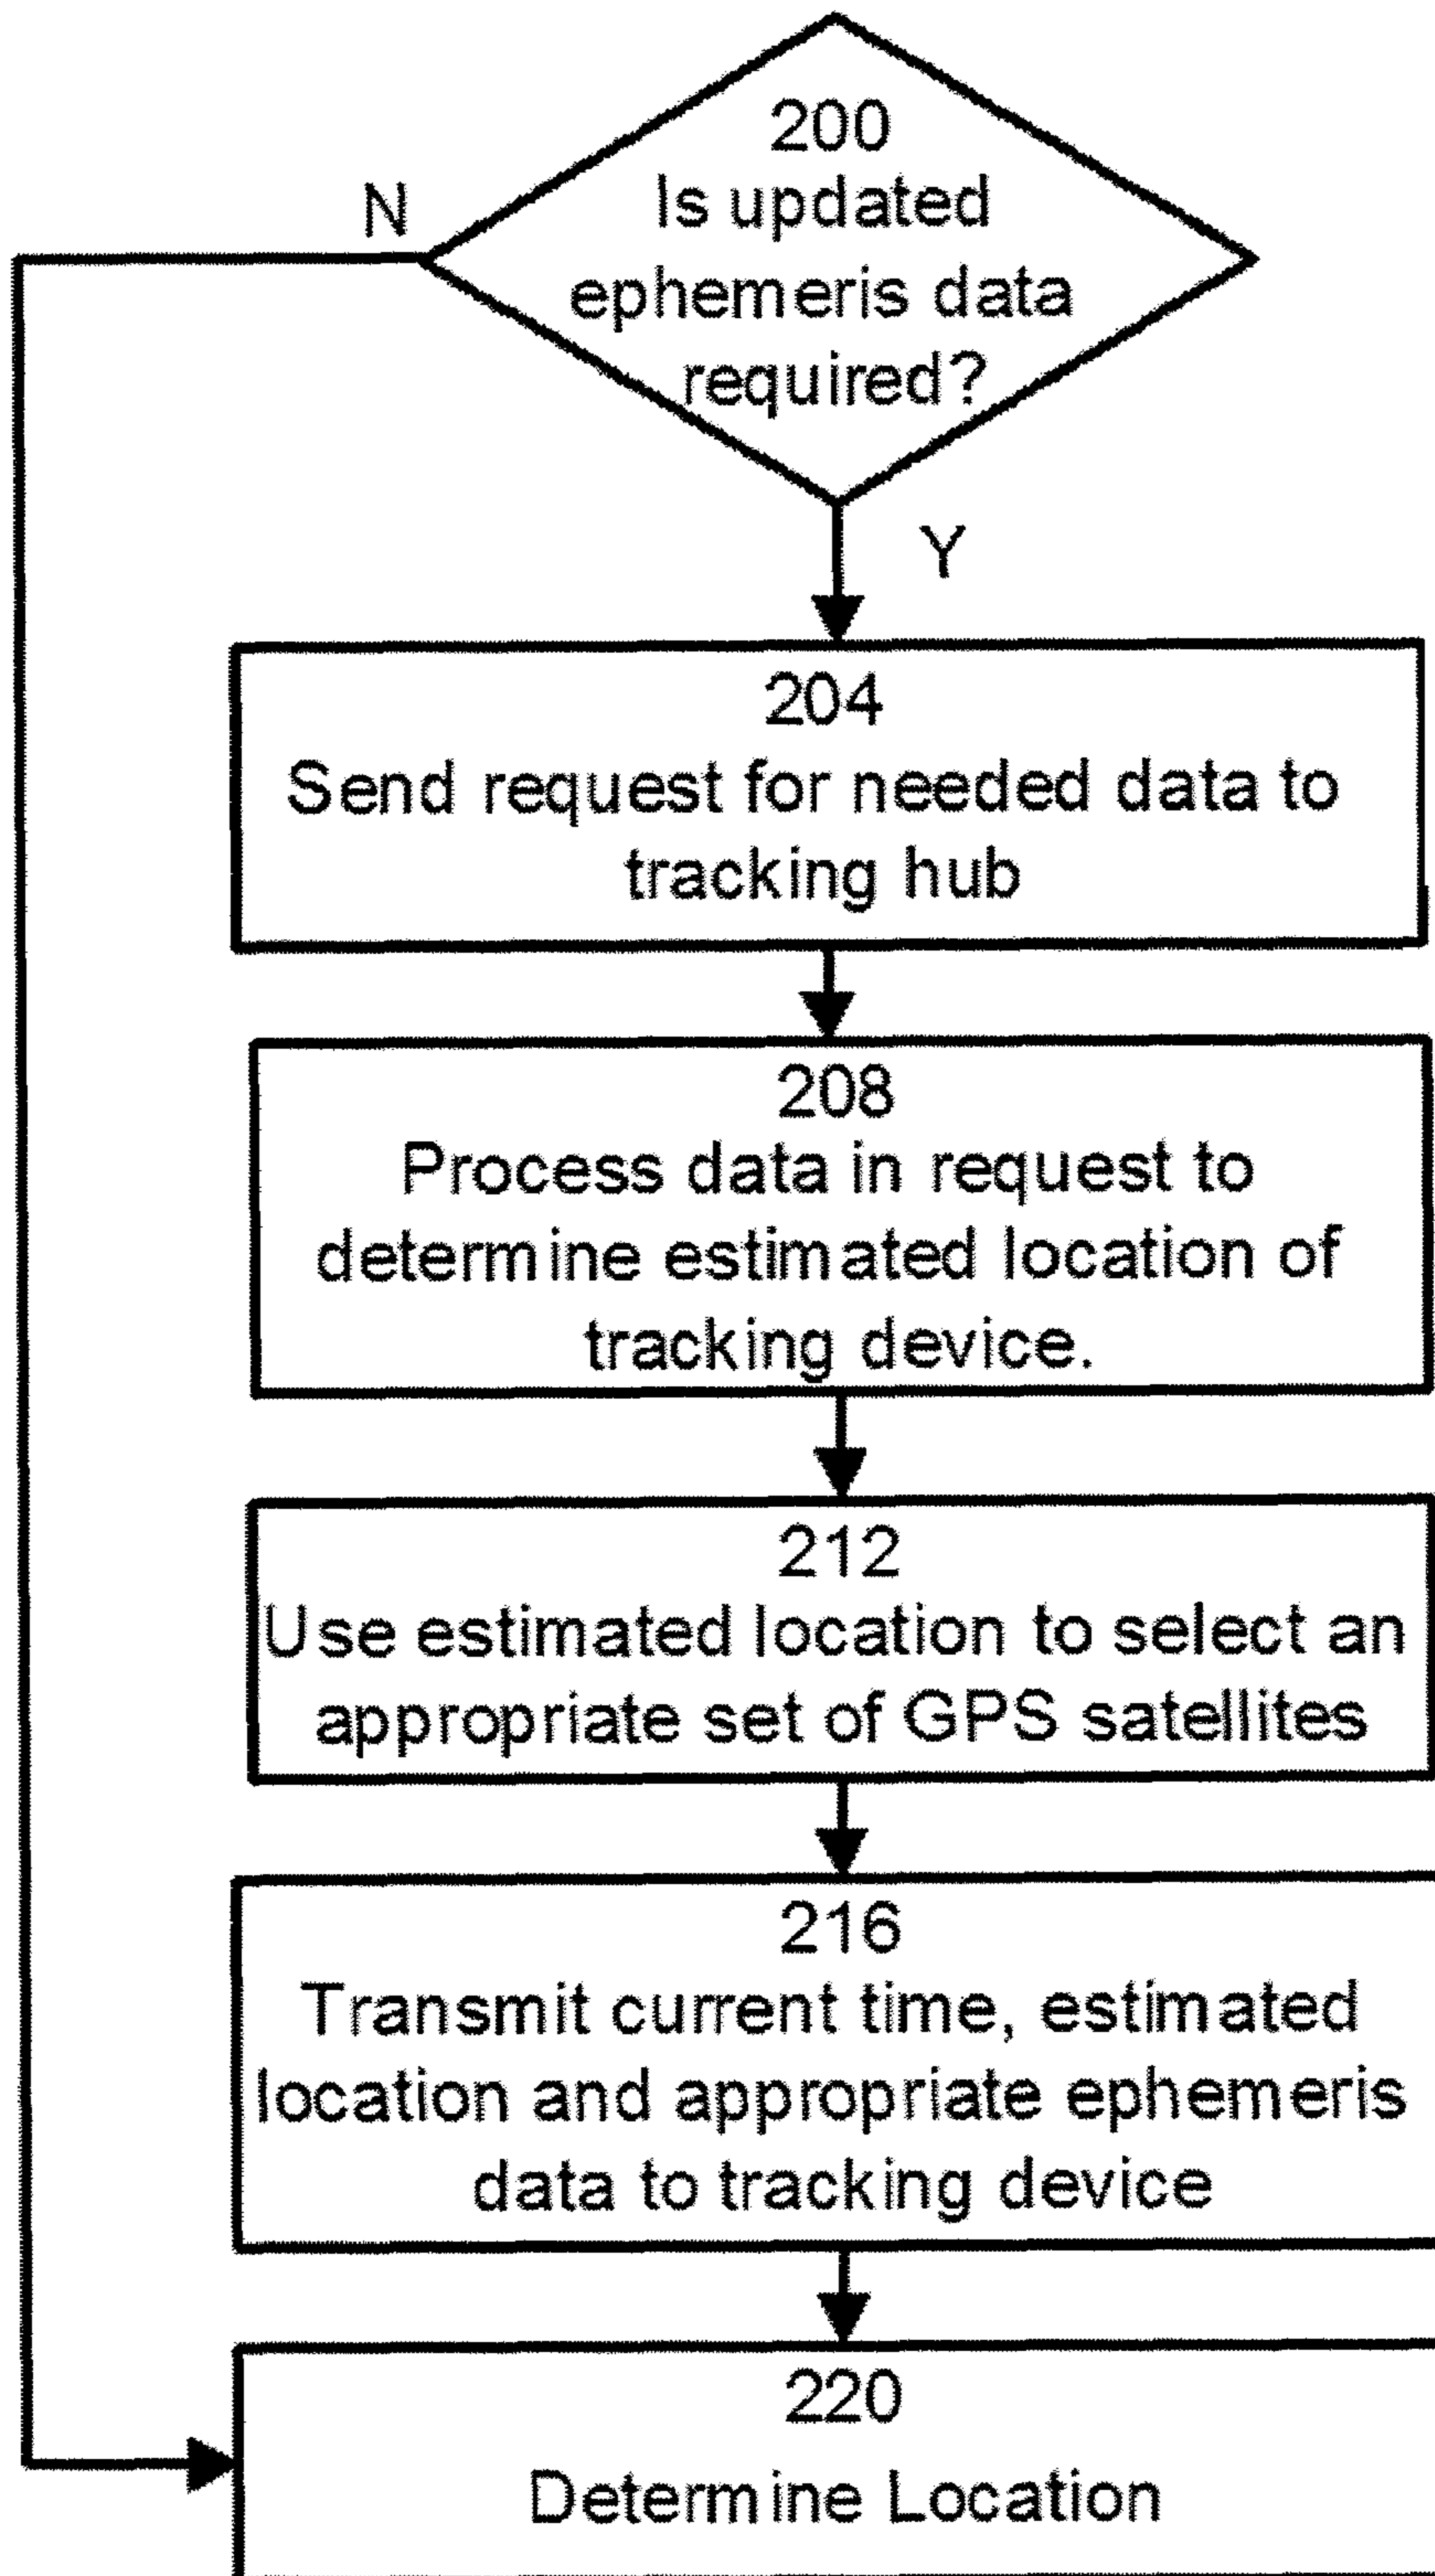 200
Is updated
ephemeris data
required?
N
Y
204
Send request for needed data to
tracking hub
208
Process data in request to
determine estimated location of
tracking device.
212
Use estimated location to select an
appropriate set of GPS satellites
216
Transmit current time, estimated
location and appropriate ephemeris
data to tracking device
220
Determine Location